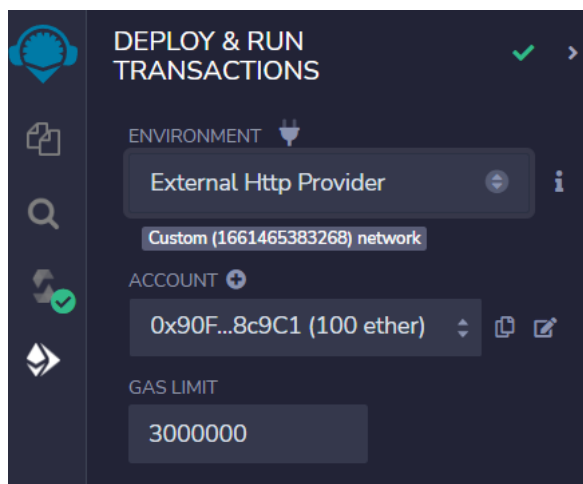 DEPLOY & RUN
TRANSACTIONS
ENVIRONMENT
External Http Provider
Custom (1661465383268) network
ACCOUNT
0x90F...8c9C1 (100 ether)
GAS LIMIT
3000000